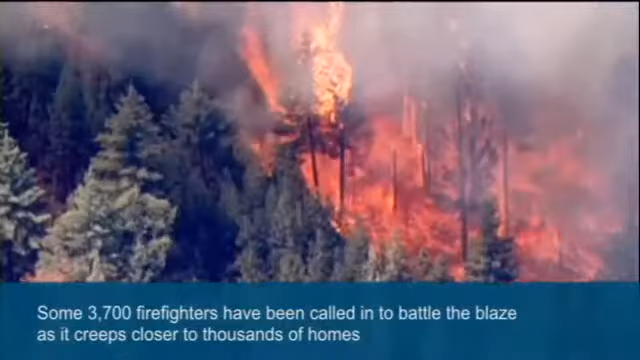 Some 3,700 firefighters have been called in to battle the blaze
as it creeps closer to thousands of homes